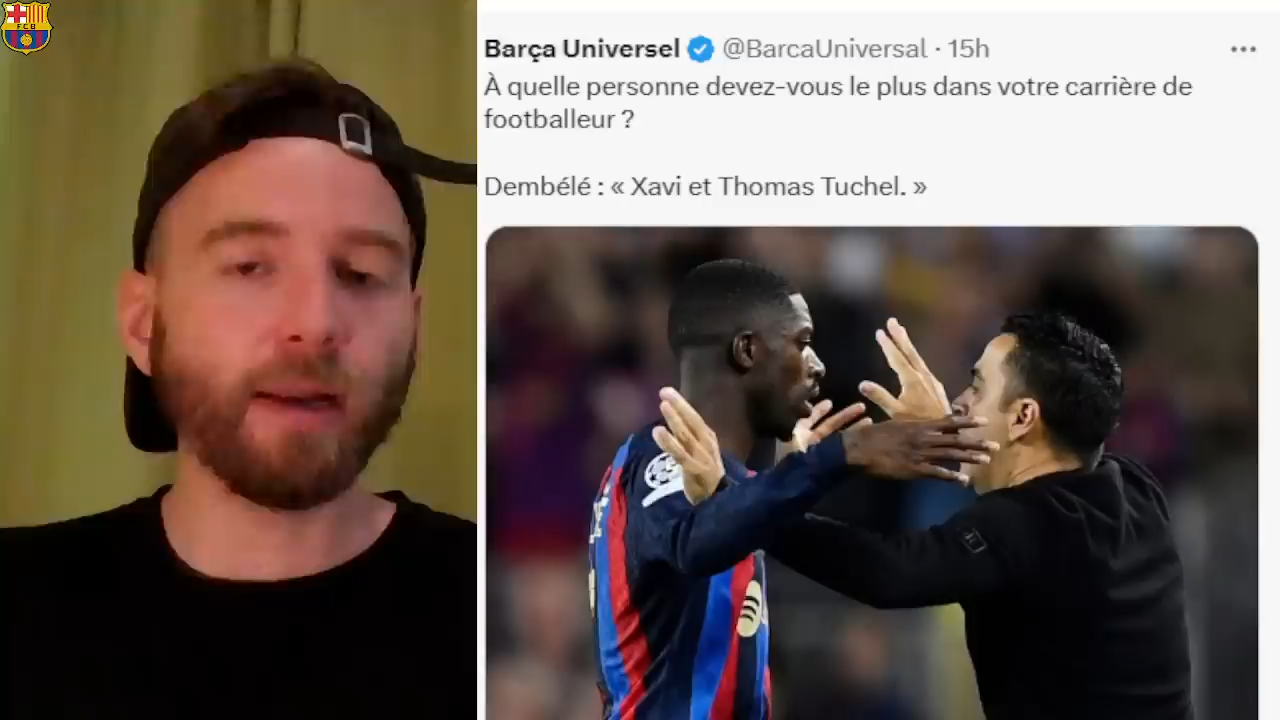 FCB
Barça Universel @BarcaUniversal · 15h
À quelle personne devez-vous le plus dans votre carrière de
footballeur ?
Dembélé : « Xavi et Thomas Tuchel. »